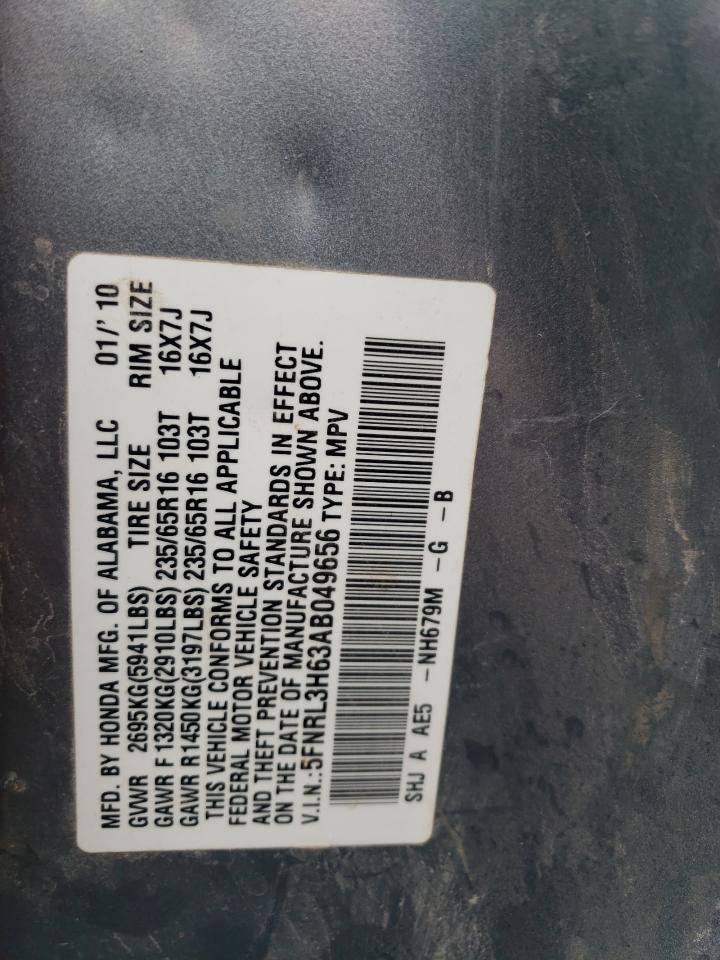 MFD. BY HONDA MFG. OF ALABAMA, LLC 01/' 10
GVWR 2695KG(5941LBS) TIRE SIZE RIM SIZE
GAWR F 1320KG(2910LBS) 235/65R16 103T 16X7J
GAWR R1450KG(3197LBS) 235/65R16 103T 16X7J
THIS VEHICLE CONFORMS TO ALL APPLICABLE
FEDERAL MOTOR VEHICLE SAFETY
AND THEFT PREVENTION STANDARDS IN EFFECT
ON THE DATE OF MANUFACTURE SHOWN ABOVE.
V.I.N.:5FNRL3H63AB049656 TYPE: MPV
SHJ A AE5 -NH679M -G -B